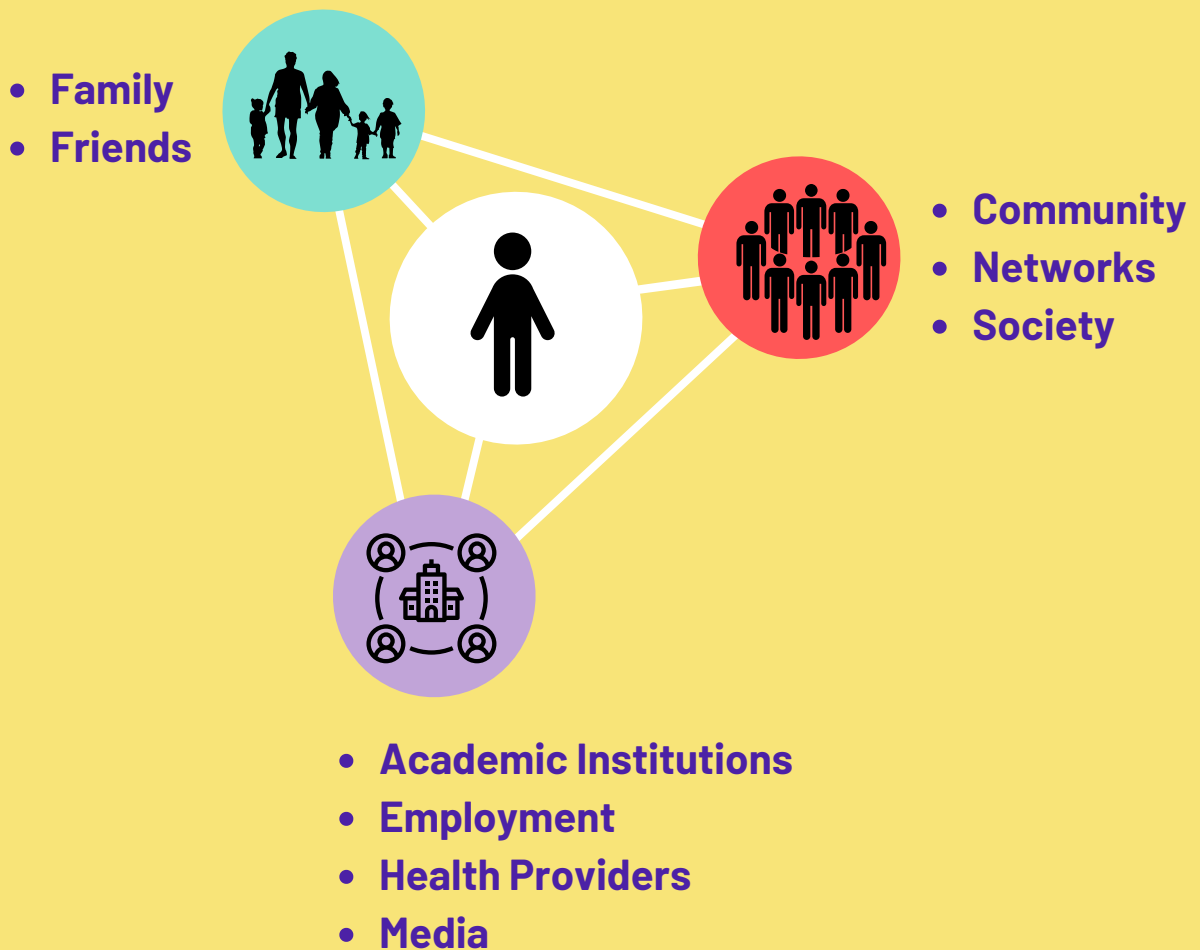 Family
Friends
Community
Networks
Society
Academic Institutions
Employment
Health Providers
Media